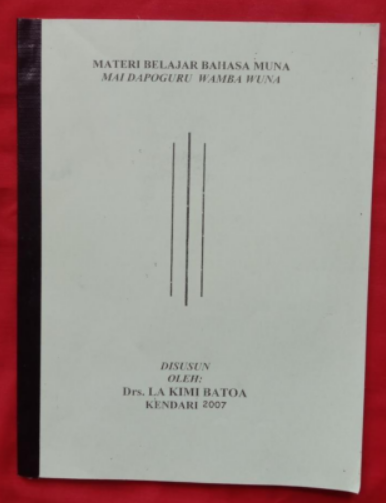 MATERI BELAJAR BAHASA MUNA
MAI DAPOGURU WAMBA WUNA
DISUSUN
OLEH:
Drs. LA KIMI BATOA
KENDARI 2007